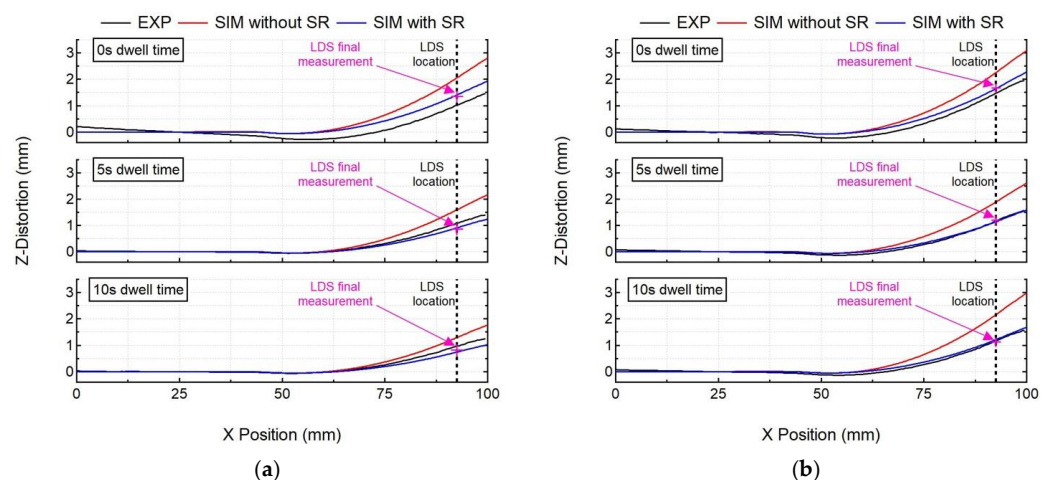 EXP SIM without SR SIM with SR
0s dwell time
LDS final
measurement
LDS
location
3
2
1
0
5s dwell time
LDS final
measurement
LDS
location
3
2
1
0
10s dwell time
LDS final
measurement
LDS
location
3
2
1
0
Z-Distortion (mm)
0 25 50 75 100
X Position (mm)
(a)
EXP SIM without SR SIM with SR
0s dwell time
LDS final
measurement
LDS
location
3
2
1
0
5s dwell time
LDS final
measurement
LDS
location
3
2
1
0
10s dwell time
LDS final
measurement
LDS
location
3
2
1
0
Z-Distortion (mm)
0 25 50 75 100
X Position (mm)
(b)